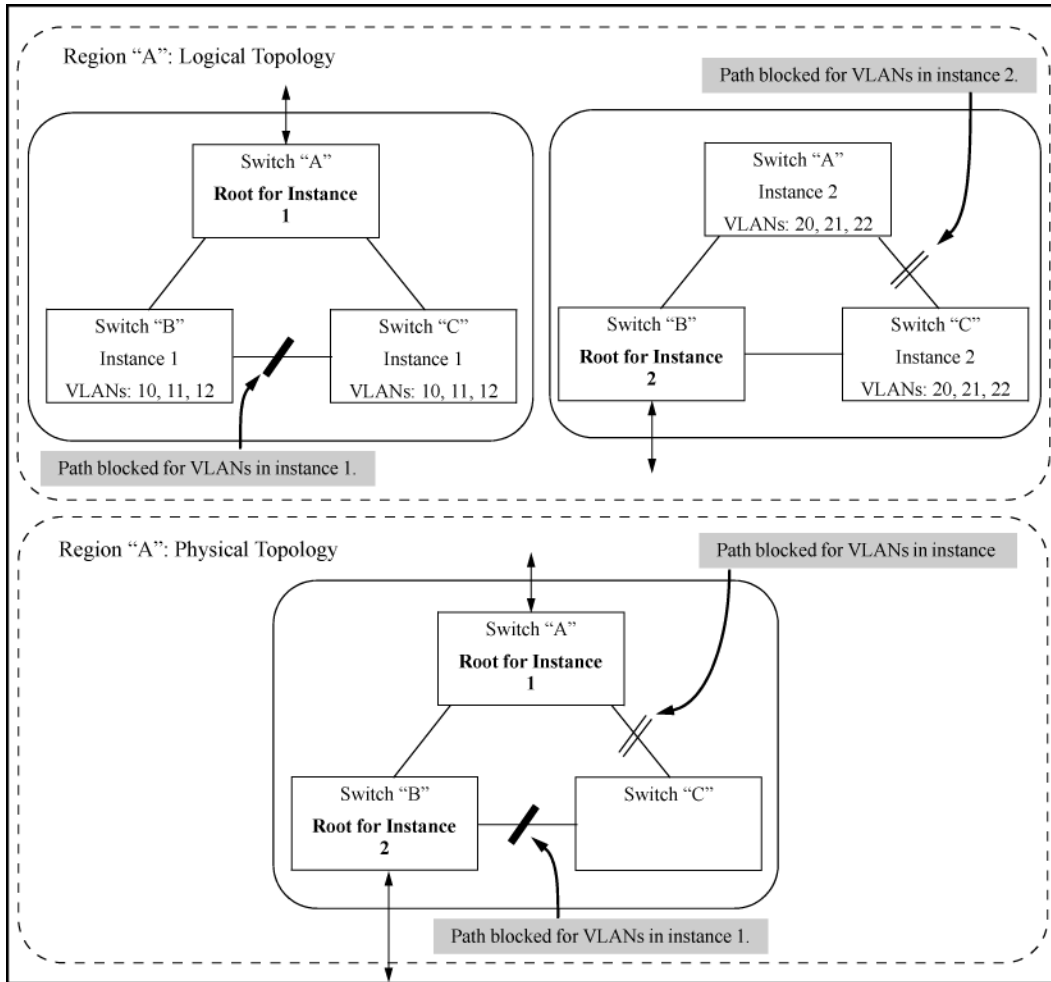 Region “A”: Logical Topology
Path blocked for VLANs in instance 2.
Switch “A”
Root for Instance
1
Switch “B”
Instance 1
VLANs: 10, 11, 12
Switch “C”
Instance 1
VLANs: 10, 11, 12
Path blocked for VLANs in instance 1.
Switch “A”
Instance 2
VLANs: 20, 21, 22
Switch “B”
Root for Instance
2
Switch “C”
Instance 2
VLANs: 20, 21, 22
Region “A”: Physical Topology
Path blocked for VLANs in instance
Switch “A”
Root for Instance
1
Switch “B”
Root for Instance
2
Switch “C”
Path blocked for VLANs in instance 1.